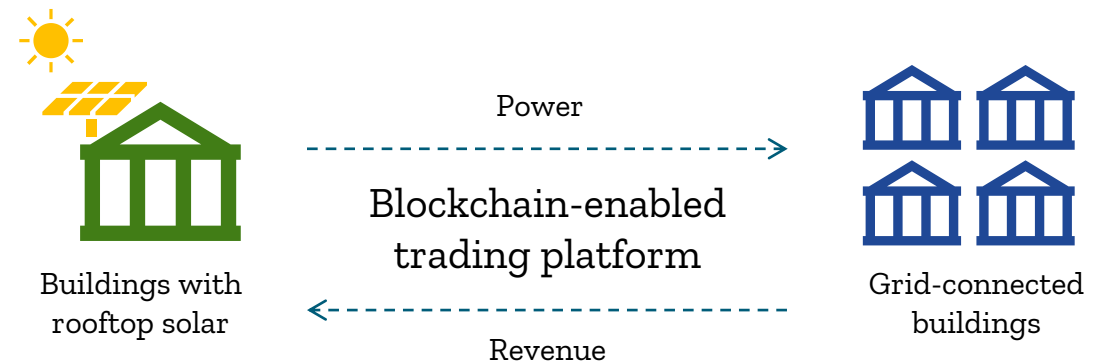 Power
Blockchain-enabled
trading platform
Buildings with
rooftop solar
Grid-connected
buildings
Revenue